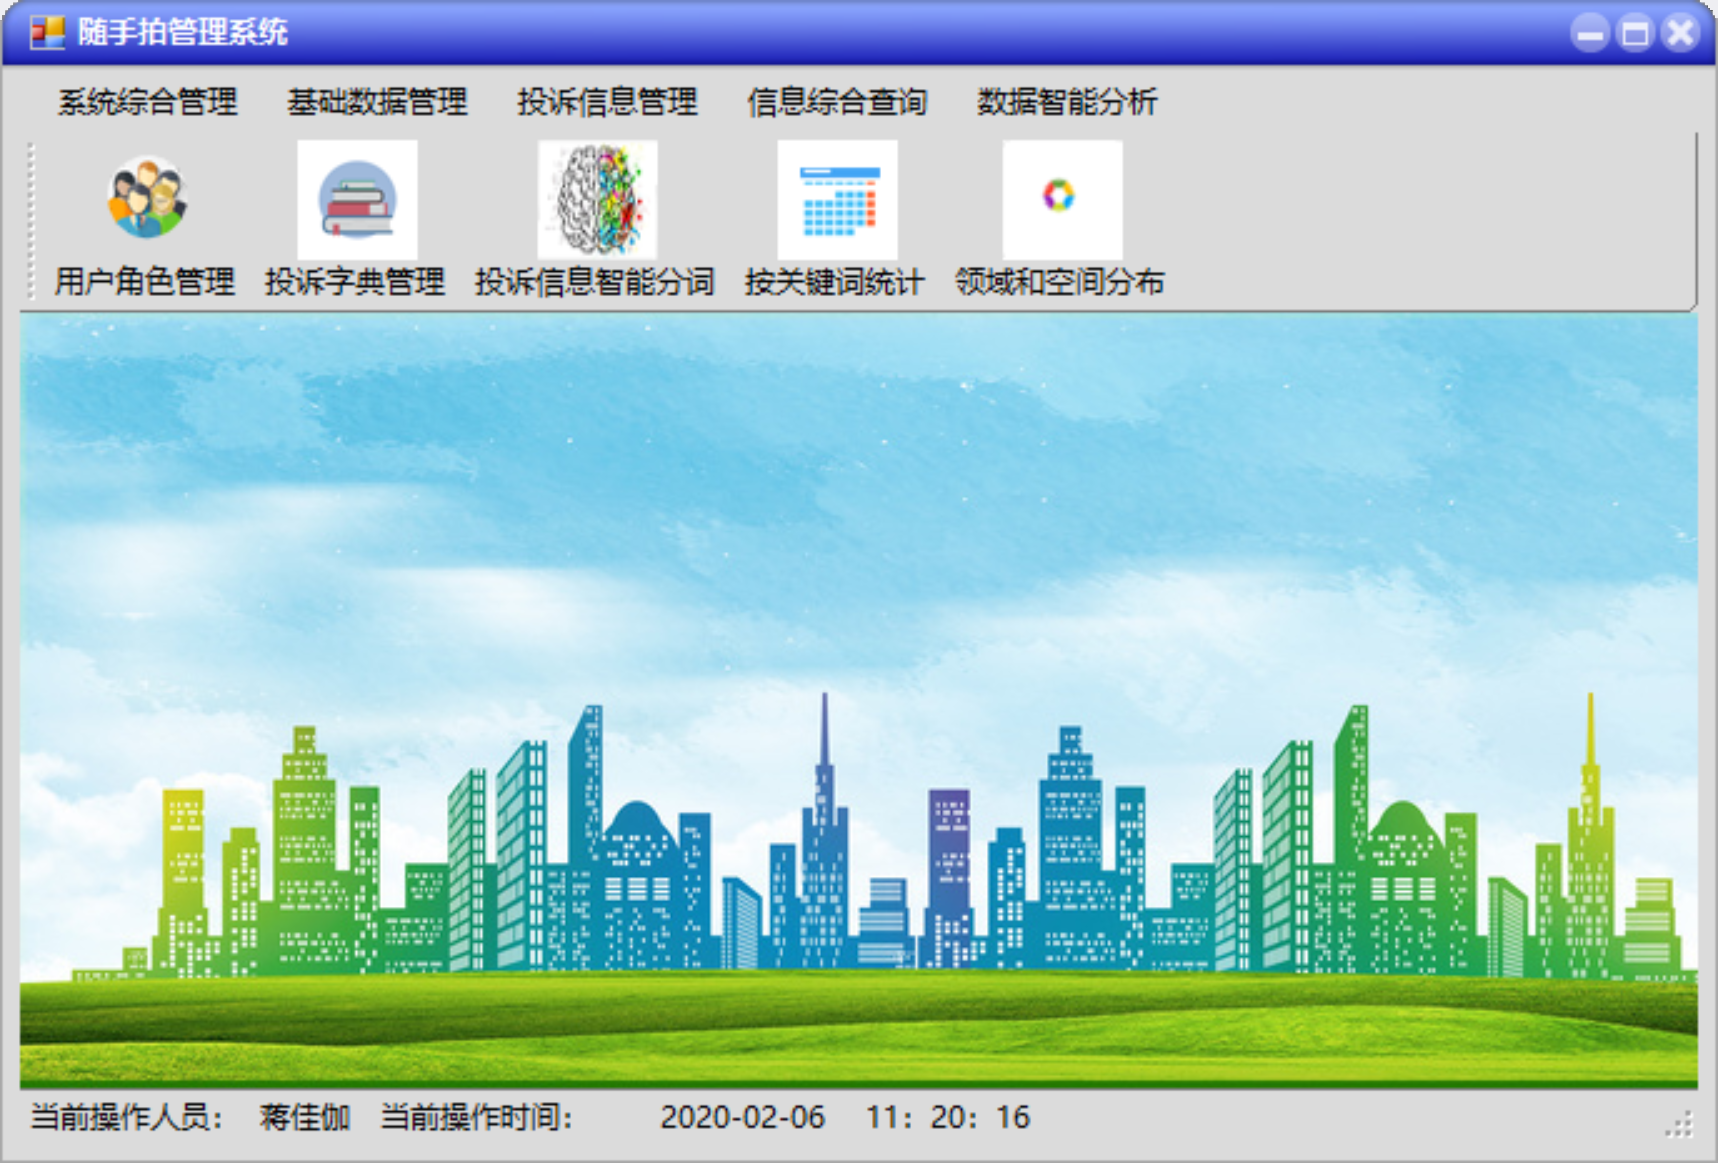 随手拍管理系统
系统综合管理 基础数据管理 投诉信息管理 信息综合查询 数据智能分析
用户角色管理 投诉字典管理 投诉信息智能分词 按关键词统计 领域和空间分布
当前操作人员： 蒋佳伽 当前操作时间： 2020-02-06 11：20：16